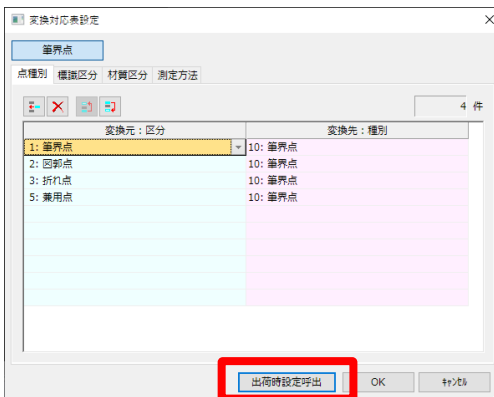 変換対応表設定
筆界点
点種別 標識区分 材質区分 測定方法
4 件
変換元：区分 変換先：種別
1: 筆界点 10: 筆界点
2: 図郭点 10: 筆界点
3: 折れ点 10: 筆界点
5: 兼用点 10: 筆界点
出荷時設定呼出 OK ｷｬﾝｾﾙ